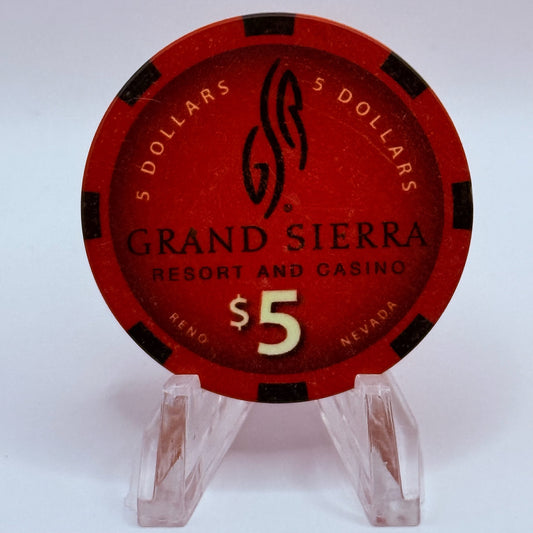 5 DOLLARS
5 DOLLARS
GSR®
GRAND SIERRA
RESORT AND CASINO
$5
RENO
NEVADA